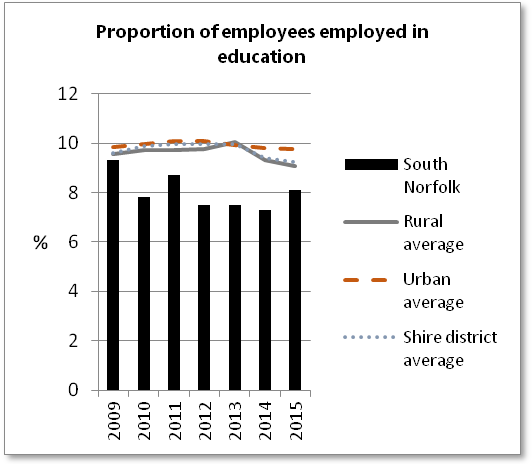 Proportion of employees employed in
education
12
10
8
6
4
2
0
%
2009
2010
2011
2012
2013
2014
2015
South
Norfolk
Rural
average
Urban
average
Shire district
average